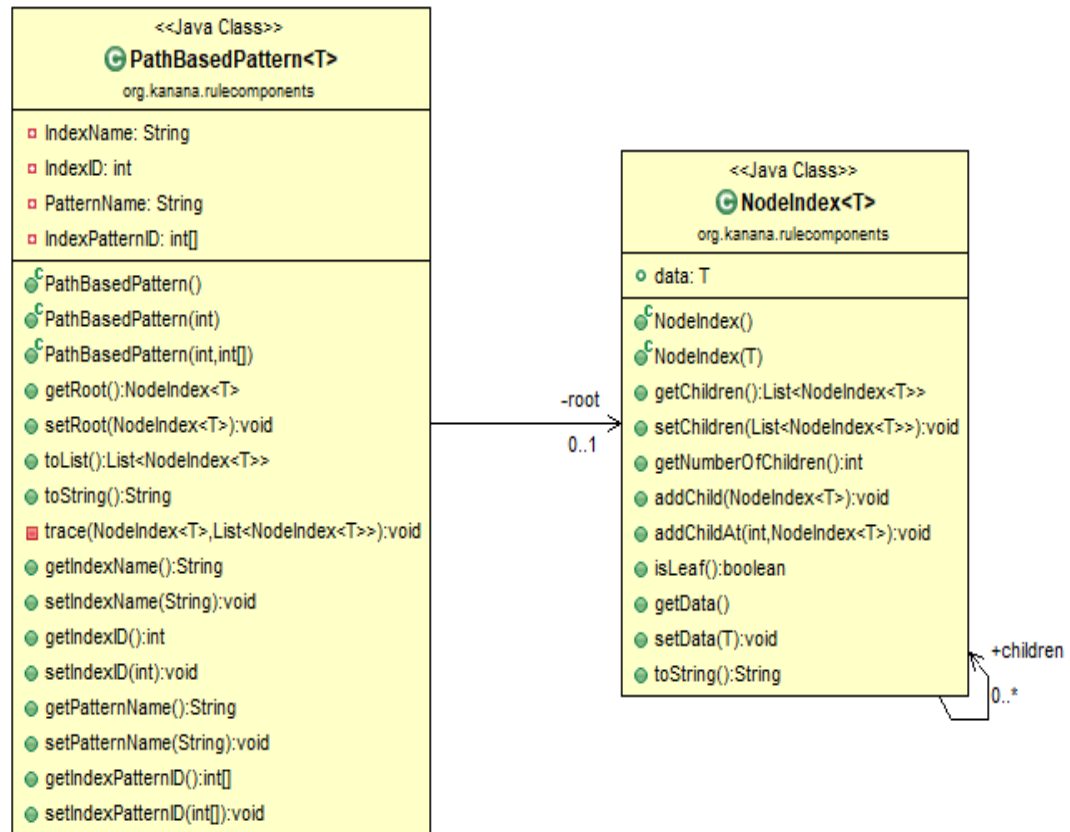 <<Java Class>>
PathBasedPattern<T>
org.kanana.rulecomponents
IndexName: String
IndexID: int
PatternName: String
IndexPatternID: int[]
PathBasedPattern()
PathBasedPattern(int)
PathBasedPattern(int,int[])
getRoot():NodeIndex<T>
setRoot(NodeIndex<T>):void
toList():List<NodeIndex<T>>
toString():String
trace(NodeIndex<T>,List<NodeIndex<T>>):void
getIndexName():String
setIndexName(String):void
getIndexID():int
setIndexID(int):void
getPatternName():String
setPatternName(String):void
getIndexPatternID():int[]
setIndexPatternID(int[]):void
-root
0..1
<<Java Class>>
NodeIndex<T>
org.kanana.rulecomponents
data: T
NodeIndex()
NodeIndex(T)
getChildren():List<NodeIndex<T>>
setChildren(List<NodeIndex<T>>):void
getNumberOfChildren():int
addChild(NodeIndex<T>):void
addChildAt(int,NodeIndex<T>):void
isLeaf():boolean
getData()
setData(T):void
toString():String
+children
0..*